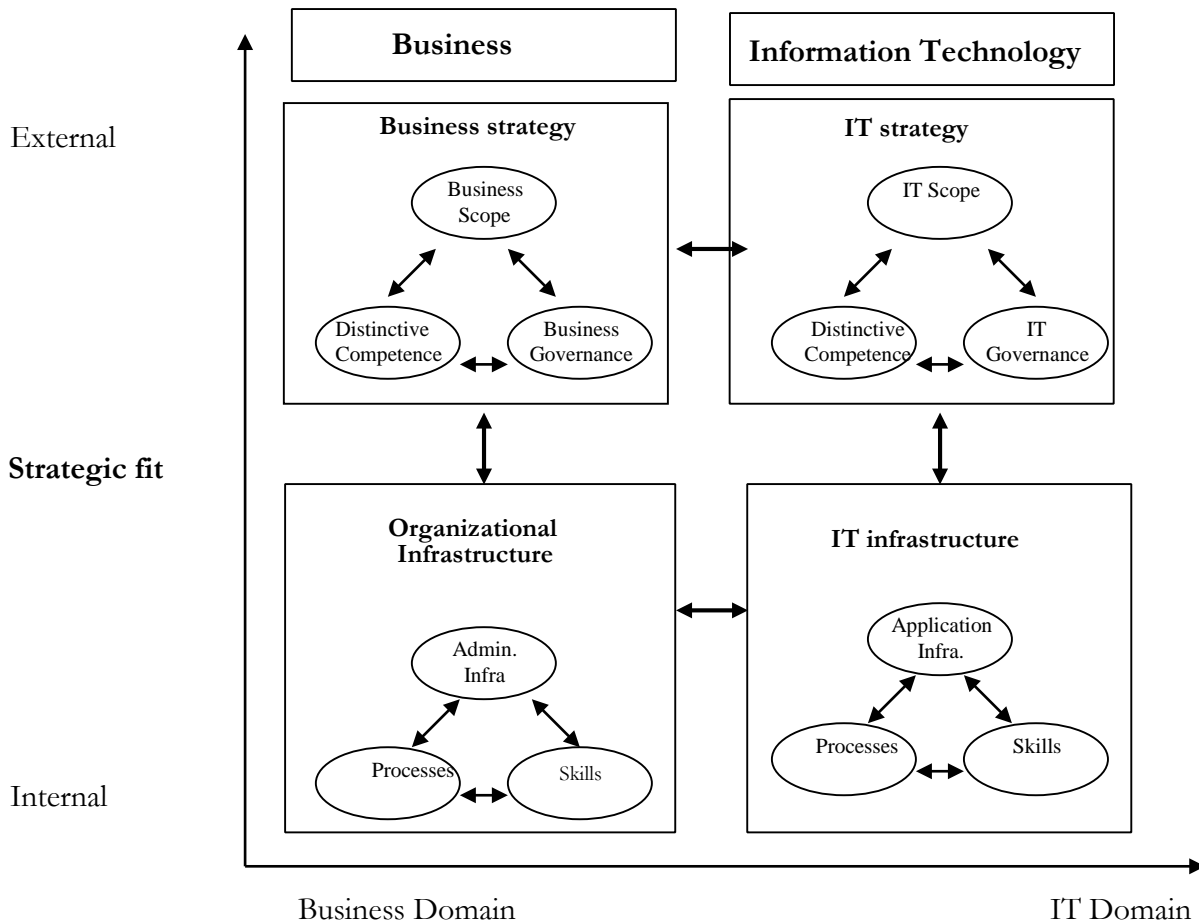 Business
Information Technology
External
Business strategy
IT strategy
Business
Scope
IT Scope
Distinctive
Competence
Business
Governance
Distinctive
Competence
IT
Governance
Strategic fit
Organizational
Infrastructure
IT infrastructure
Admin.
Infra
Application
Infra.
Processes
Skills
Processes
Skills
Internal
Business Domain
IT Domain